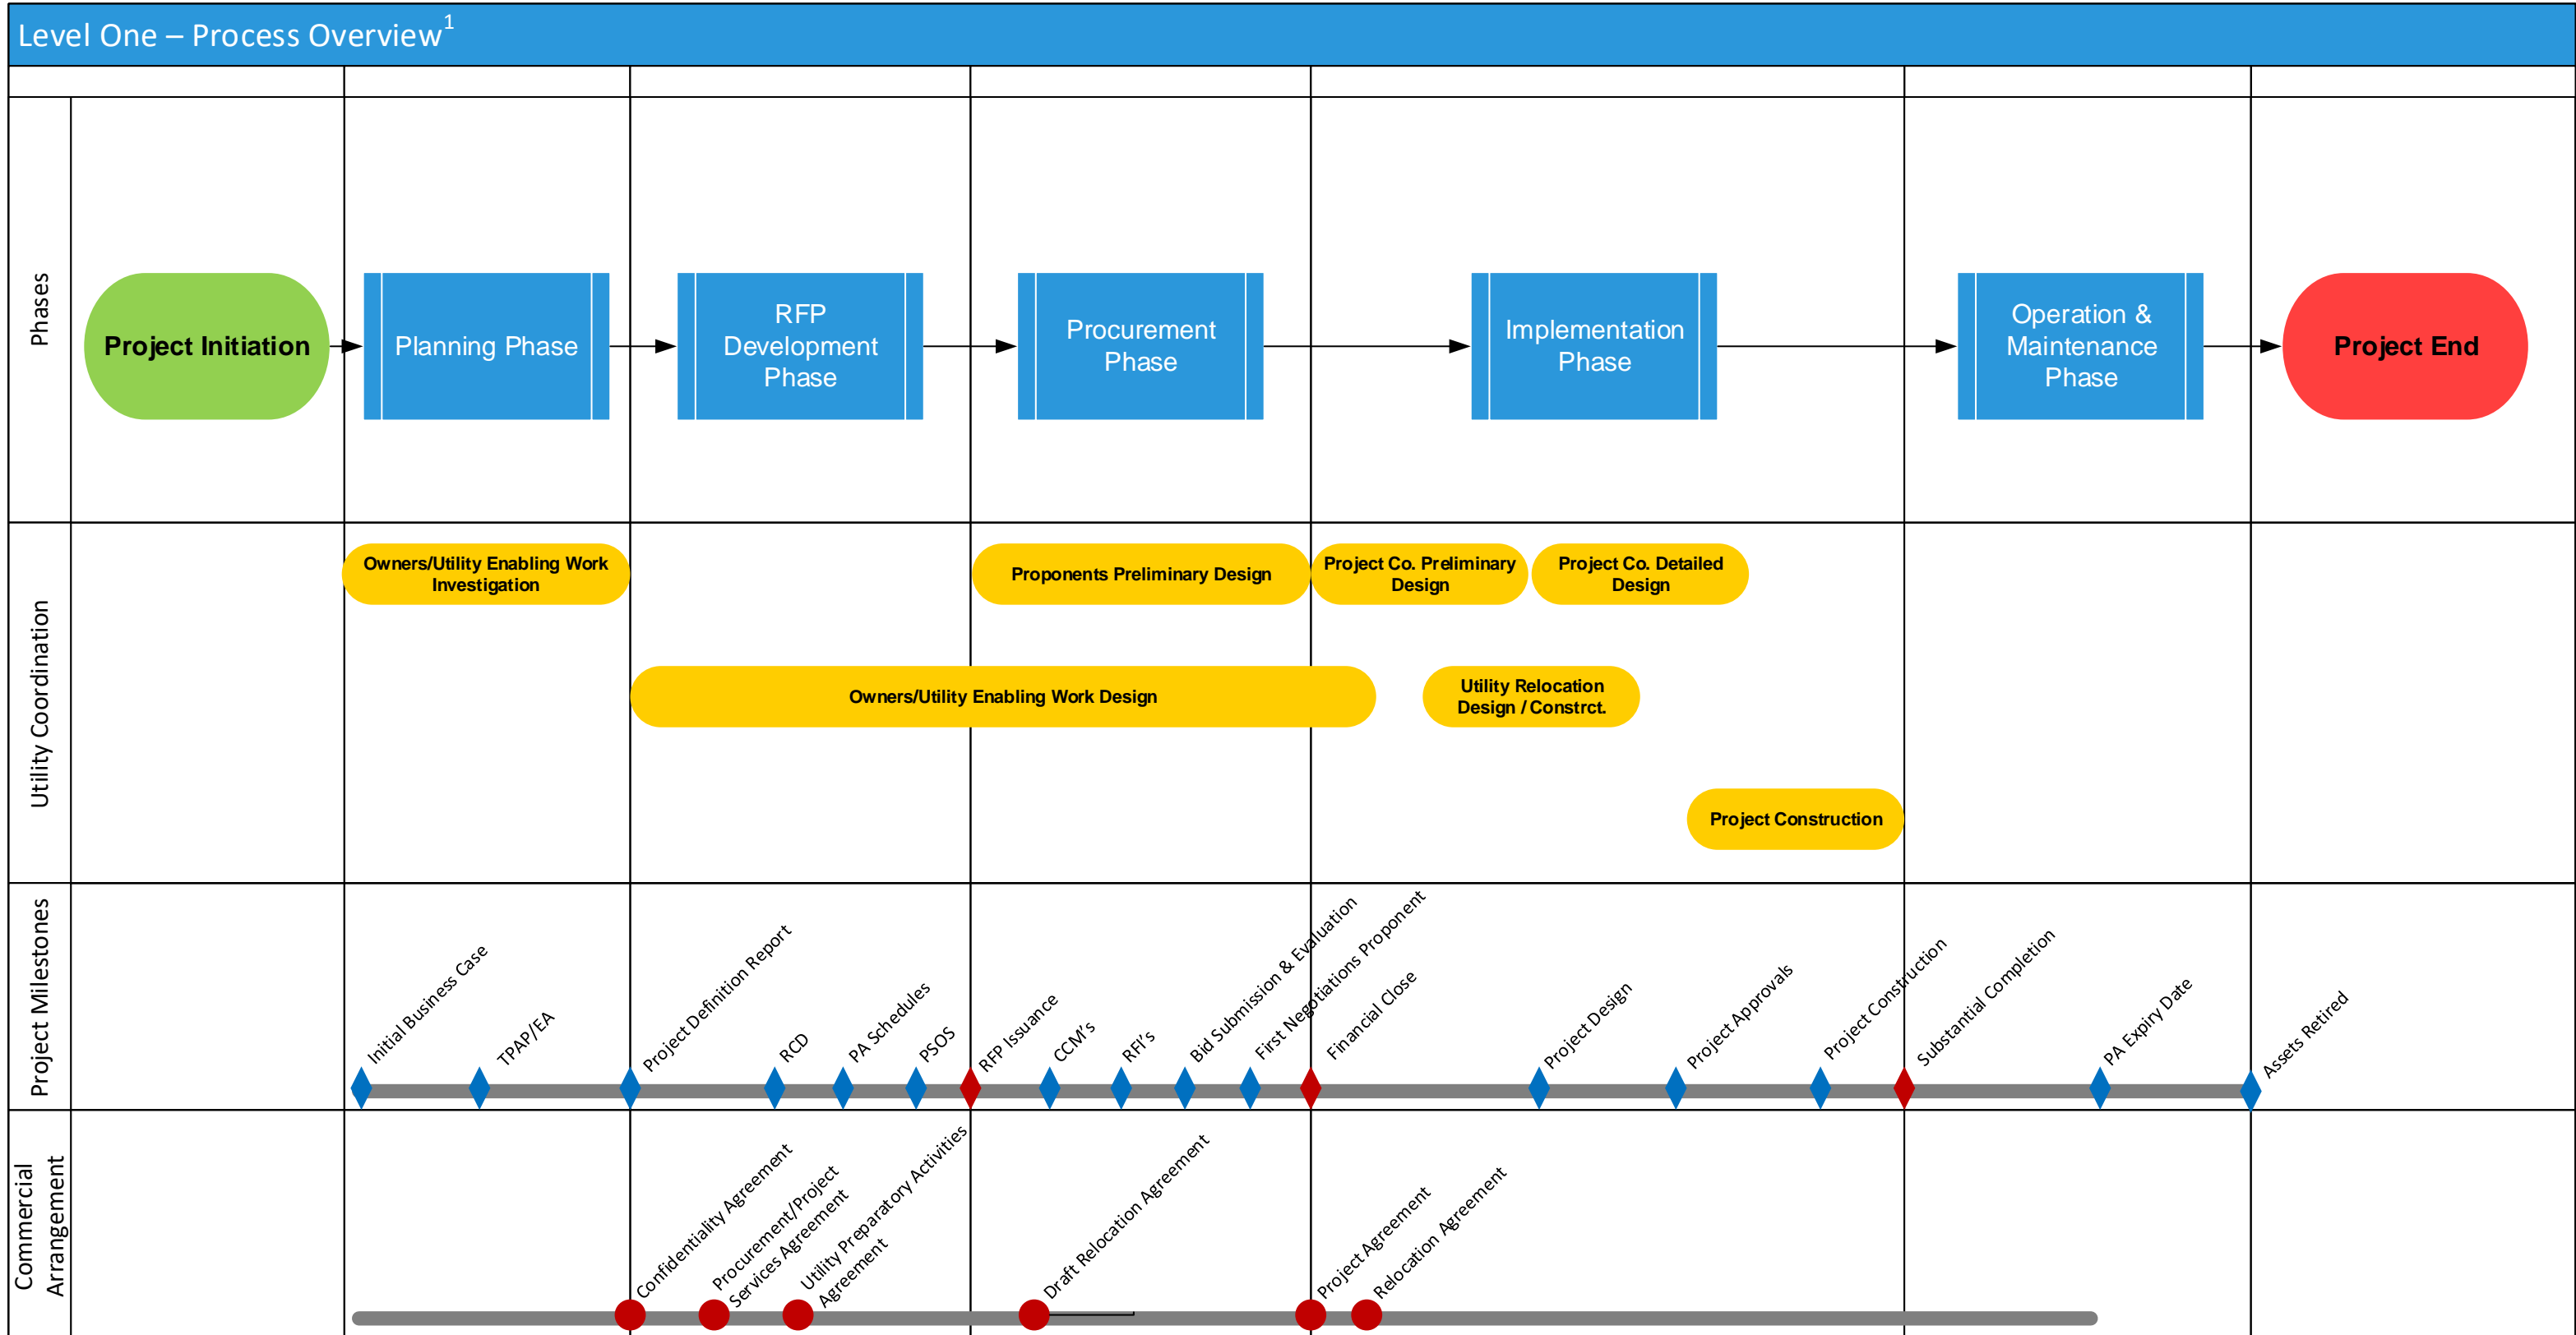 Level One – Process Overview1
Phases
Project Initiation
Planning Phase
RFP
Development
Phase
Procurement
Phase
Implementation
Phase
Operation &
Maintenance
Phase
Project End
Utility Coordination
Owners/Utility Enabling Work
Investigation
Proponents Preliminary Design
Project Co. Preliminary
Design
Project Co. Detailed
Design
Owners/Utility Enabling Work Design
Utility Relocation
Design / Constrct.
Project Construction
Project Milestones
Initial Business Case
TPAP/EA
Project Definition Report
RCD
PA Schedules
PSOS
RFP Issuance
CCM's
RFI's
Bid Submission & Evaluation
First Negotiations Proponent
Financial Close
Project Design
Project Approvals
Project Construction
Substantial Completion
PA Expiry Date
Assets Retired
Commercial
Arrangement
Confidentiality Agreement
Procurement/Project
Services Agreement
Utility Preparatory Activities
Agreement
Draft Relocation Agreement
Project Agreement
Relocation Agreement